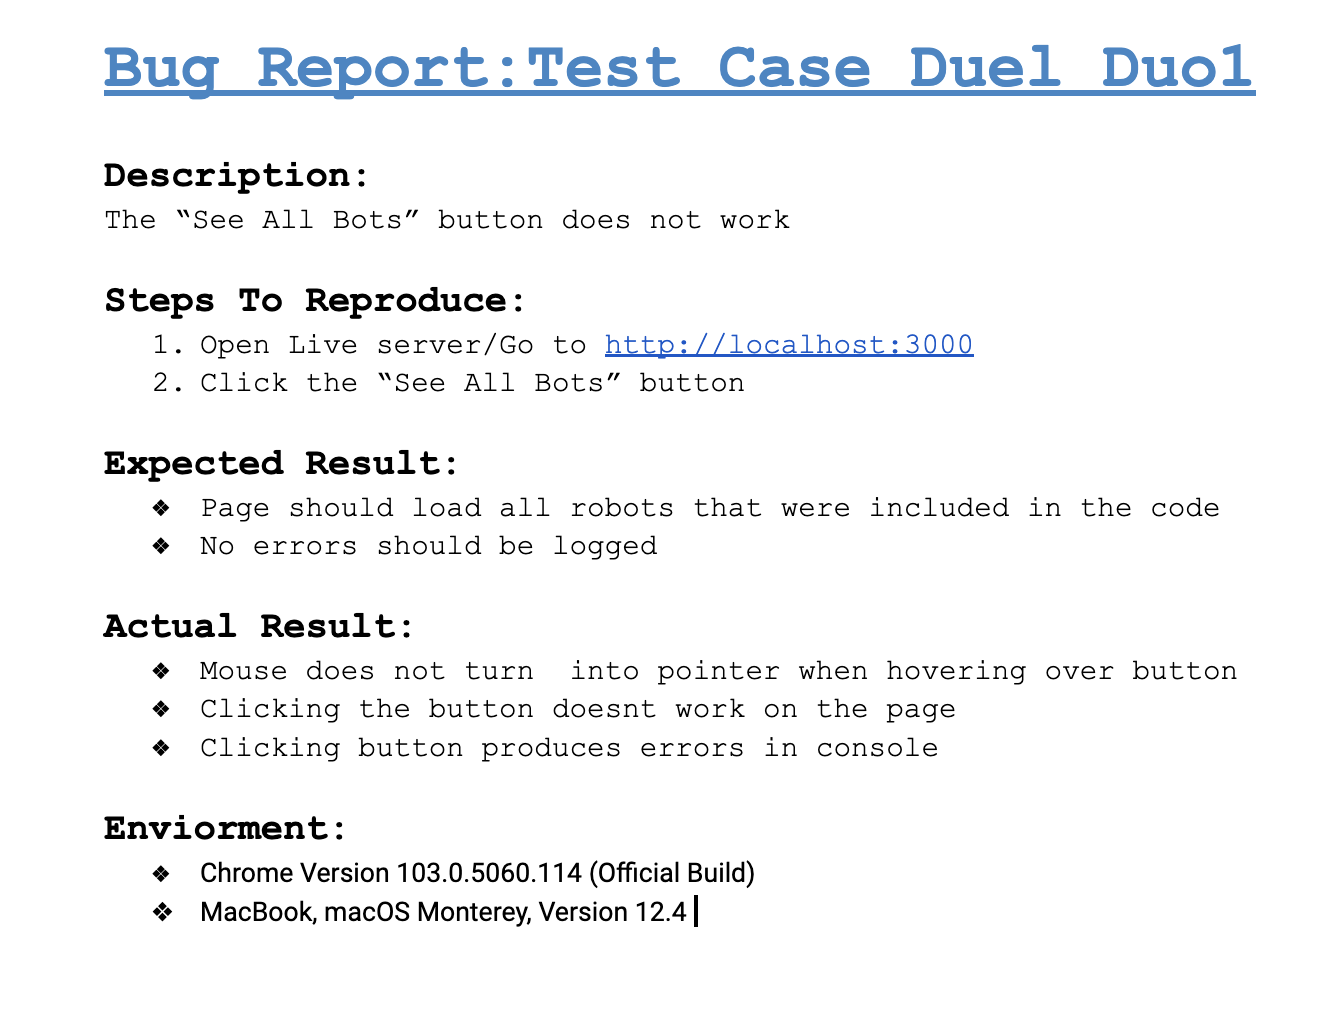 Bug Report:Test Case Duel Duo1
Description:
The “See All Bots” button does not work
Steps To Reproduce:
1. Open Live server/Go to http://localhost:3000
2. Click the “See All Bots” button
Expected Result:
❖ Page should load all robots that were included in the code
❖ No errors should be logged
Actual Result:
❖ Mouse does not turn  into pointer when hovering over button
❖ Clicking the button doesnt work on the page
❖ Clicking button produces errors in console
Enviorment:
❖ Chrome Version 103.0.5060.114 (Official Build)
❖ MacBook, macOS Monterey, Version 12.4